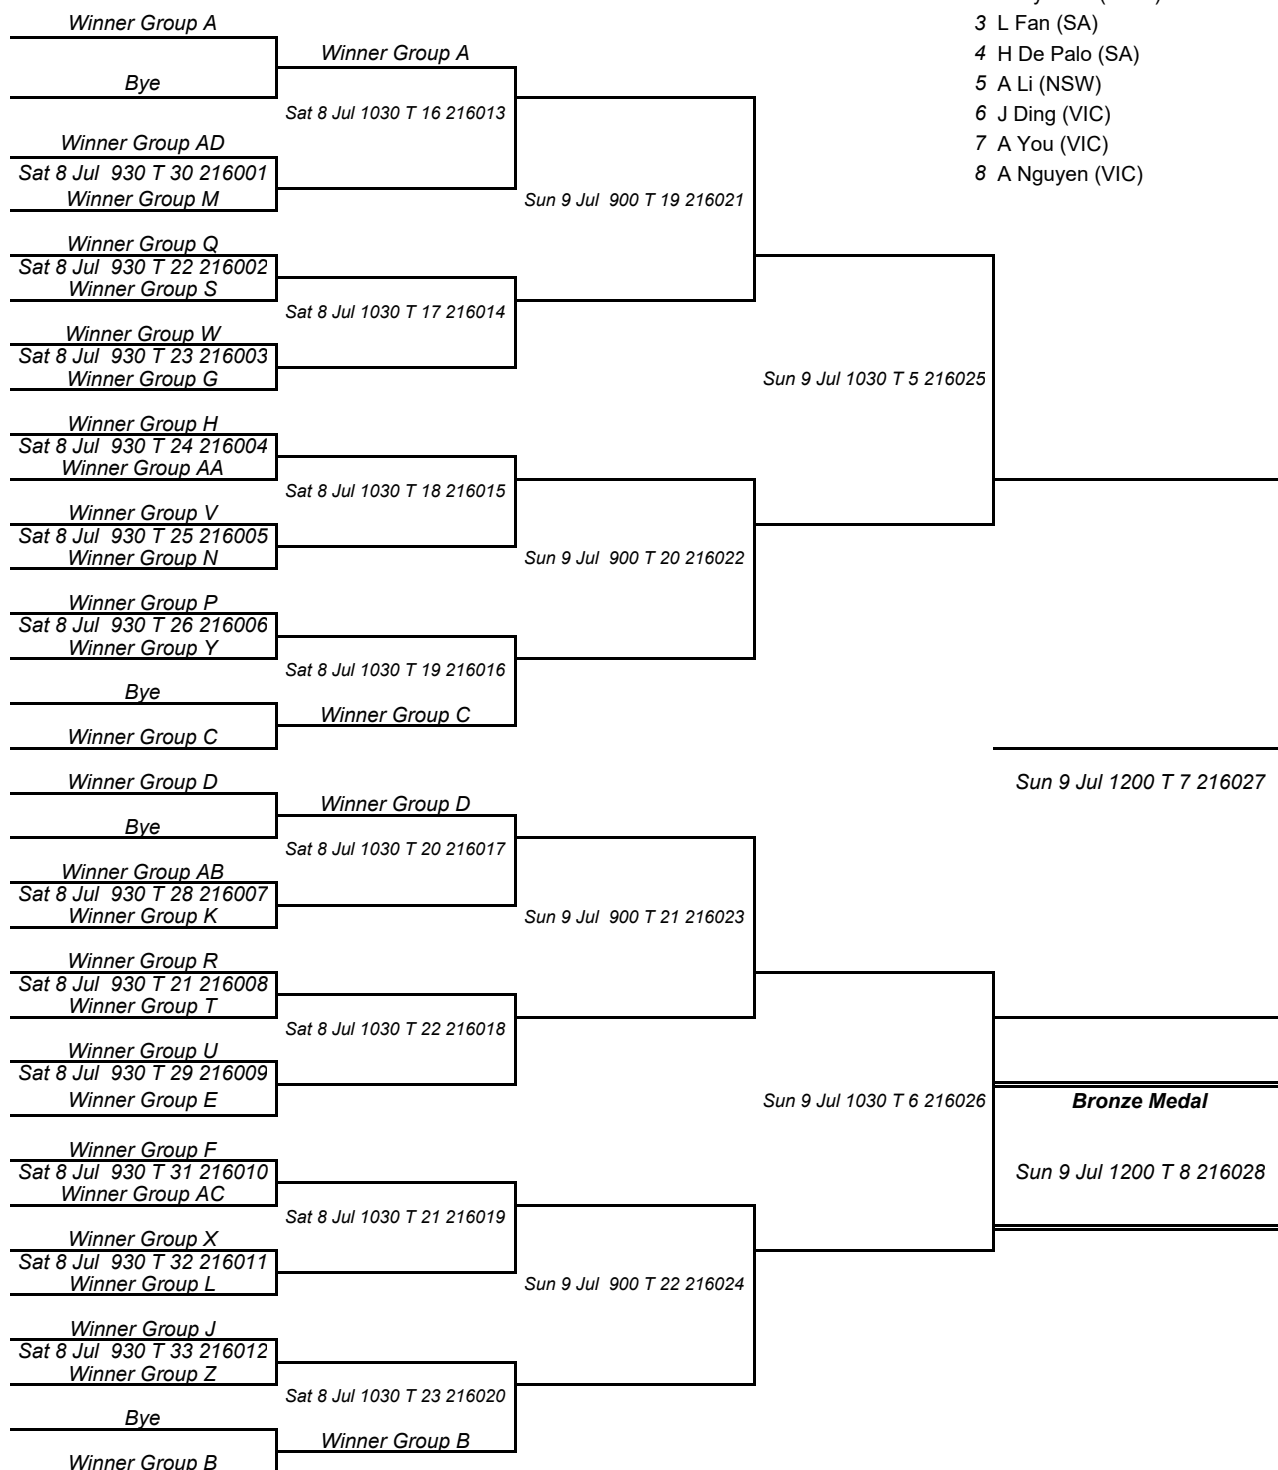 3 L Fan (SA)
4 H De Palo (SA)
5 A Li (NSW)
6 J Ding (VIC)
7 A You (VIC)
8 A Nguyen (VIC)
Winner Group A
Bye
Winner Group AD
Sat 8 Jul 930 T 30 216001
Winner Group M
Winner Group Q
Sat 8 Jul 930 T 22 216002
Winner Group S
Winner Group W
Sat 8 Jul 930 T 23 216003
Winner Group G
Winner Group H
Sat 8 Jul 930 T 24 216004
Winner Group AA
Winner Group V
Sat 8 Jul 930 T 25 216005
Winner Group N
Winner Group P
Sat 8 Jul 930 T 26 216006
Winner Group Y
Bye
Winner Group C
Winner Group D
Bye
Winner Group AB
Sat 8 Jul 930 T 28 216007
Winner Group K
Winner Group R
Sat 8 Jul 930 T 21 216008
Winner Group T
Winner Group U
Sat 8 Jul 930 T 29 216009
Winner Group E
Winner Group F
Sat 8 Jul 930 T 31 216010
Winner Group AC
Winner Group X
Sat 8 Jul 930 T 32 216011
Winner Group L
Winner Group J
Sat 8 Jul 930 T 33 216012
Winner Group Z
Bye
Winner Group B
Winner Group A
Sat 8 Jul 1030 T 16 216013
Sat 8 Jul 1030 T 17 216014
Sat 8 Jul 1030 T 18 216015
Sat 8 Jul 1030 T 19 216016
Winner Group C
Winner Group D
Sat 8 Jul 1030 T 20 216017
Sat 8 Jul 1030 T 22 216018
Sat 8 Jul 1030 T 21 216019
Sat 8 Jul 1030 T 23 216020
Winner Group B
Sun 9 Jul 900 T 19 216021
Sun 9 Jul 900 T 20 216022
Sun 9 Jul 900 T 21 216023
Sun 9 Jul 900 T 22 216024
Sun 9 Jul 1030 T 5 216025
Sun 9 Jul 1030 T 6 216026
Sun 9 Jul 1200 T 7 216027
Bronze Medal
Sun 9 Jul 1200 T 8 216028